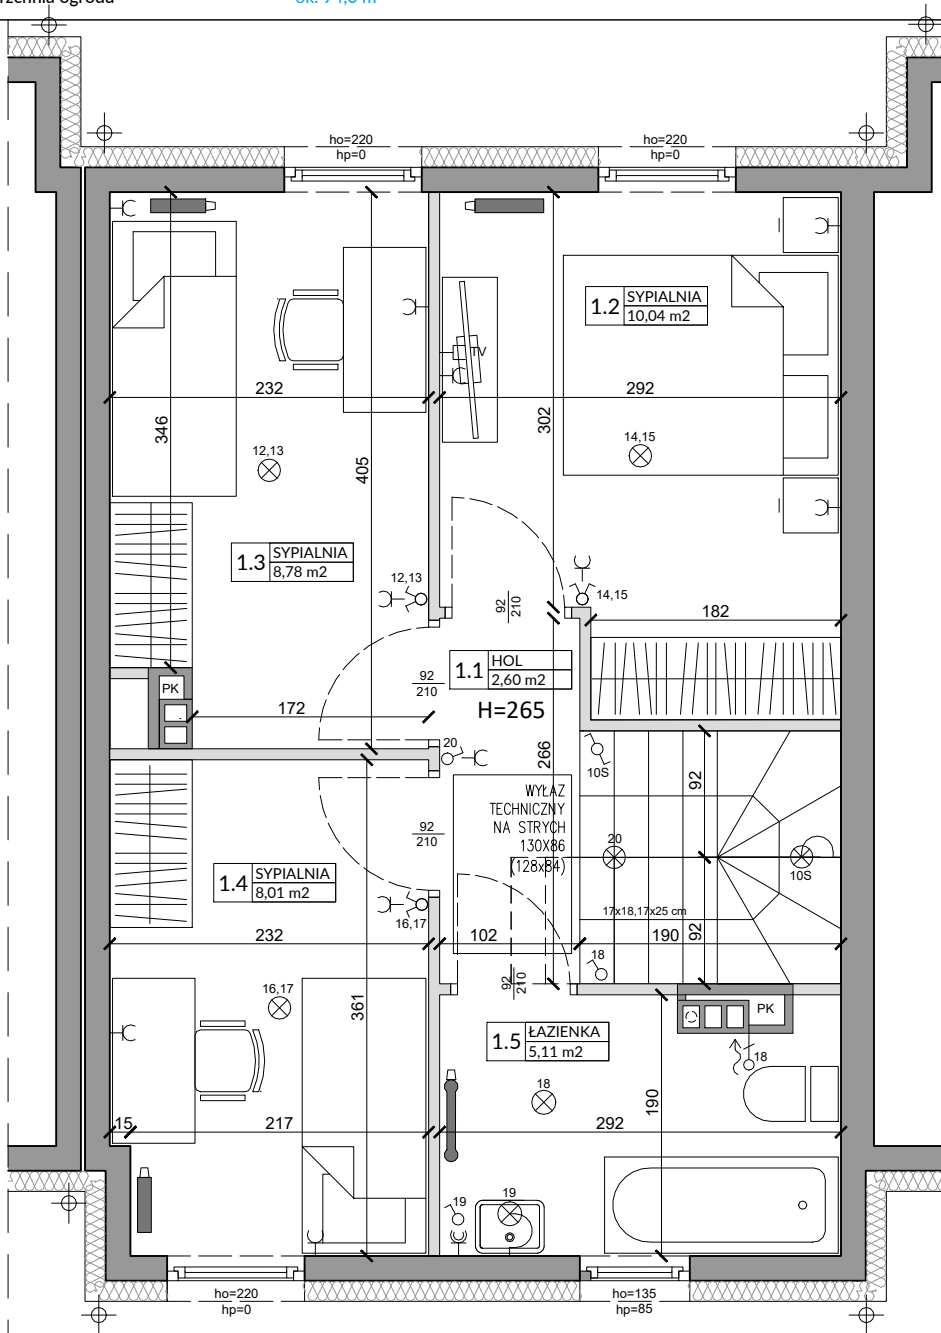 ho=220
hp=0
ho=220
hp=0
1.2 SYPIALNIA
10,04 m2
TV
232
292
346
302
405
12,13
14,15
1.3 SYPIALNIA
8,78 m2
12,13
92
210
14,15
182
1.1 HOL
2,60 m2
92
210
PK
172
H=265
20
266
10S
92
WYŁAZ
TECHNICZNY
NA STRYCH
130X86
(128x84)
92
210
20
10S
1.4 SYPIALNIA
8,01 m2
16,17
17x18,17x25 cm
232
102
190
92
18
92
210
16,17
361
PK
1.5 ŁAZIENKA
5,11 m2
18
18
190
15
217
292
19
19
ho=220
hp=0
ho=135
hp=85